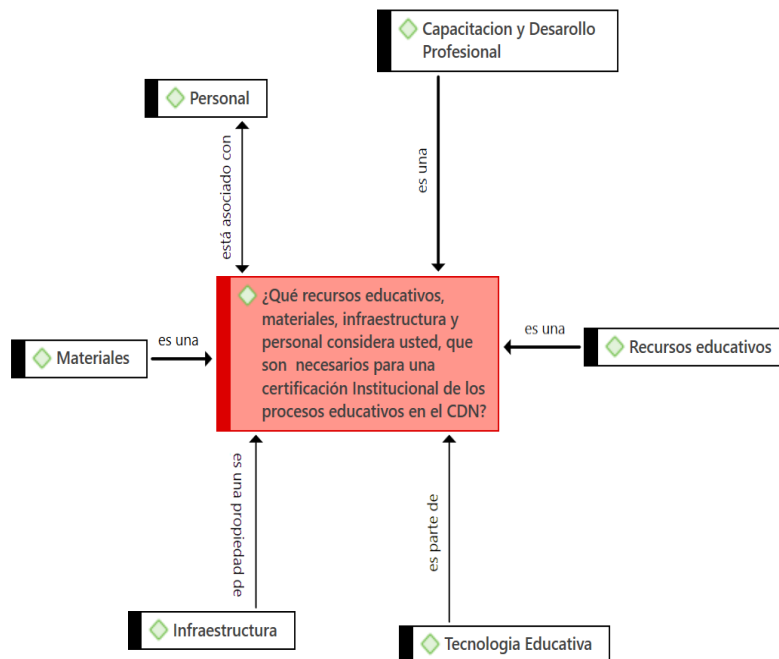 Capacitacion y Desarollo
Profesional
Personal
está asociado con
es una
¿Qué recursos educativos,
materiales, infraestructura y
personal considera usted, que
son necesarios para una
certificación Institucional de los
procesos educativos en el CDN?
Materiales
es una
es una
Recursos educativos
es una propiedad de
es parte de
Infraestructura
Tecnologia Educativa